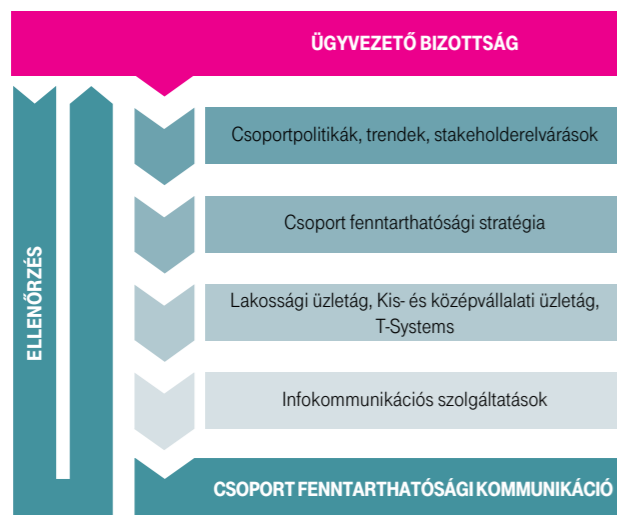 ÜGYVEZETŐ BIZOTTSÁG
Csoportpolitikák, trendek, stakeholderelvárások
Csoport fenntarthatósági stratégia
Lakossági üzletág, Kis- és középvállalati üzletág,
T-Systems
Infokommunikációs szolgáltatások
CSOPORT FENNTARTHATÓSÁGI KOMMUNIKÁCIÓ
ELLENŐRZÉS